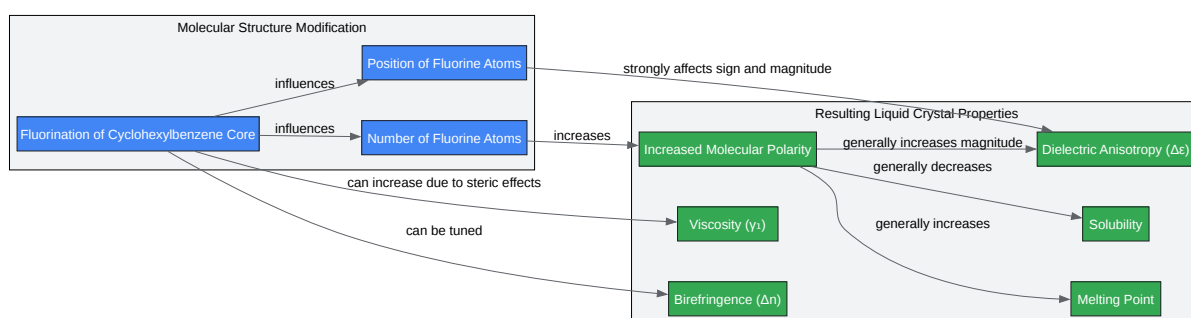 Molecular Structure Modification
Position of Fluorine Atoms
strongly affects sign and magnitude
influences
Fluorination of Cyclohexylbenzene Core
influences
Number of Fluorine Atoms
increases
Resulting Liquid Crystal Properties
Increased Molecular Polarity
generally increases magnitude
Dielectric Anisotropy (Δε)
generally decreases
can increase due to steric effects
Viscosity (γ₁)
generally increases
Solubility
can be tuned
Birefringence (Δn)
Melting Point